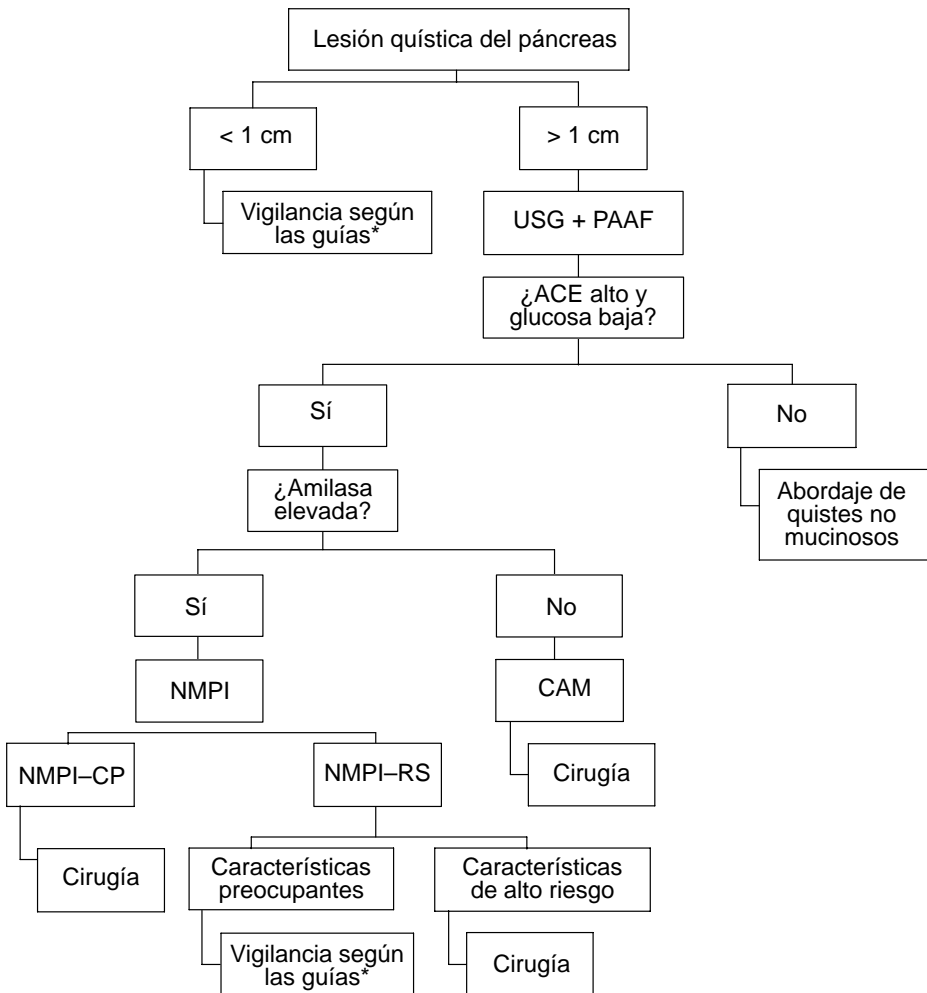 Lesión quística del páncreas
< 1 cm
> 1 cm
Vigilancia según
las guías*
USG + PAAF
¿ACE alto y
glucosa baja?
Sí
No
¿Amilasa
elevada?
Abordaje de
quistes no
mucinosos
Sí
No
NMPI
CAM
NMPI–CP
NMPI–RS
Cirugía
Cirugía
Características
preocupantes
Características
de alto riesgo
Vigilancia según
las guías*
Cirugía